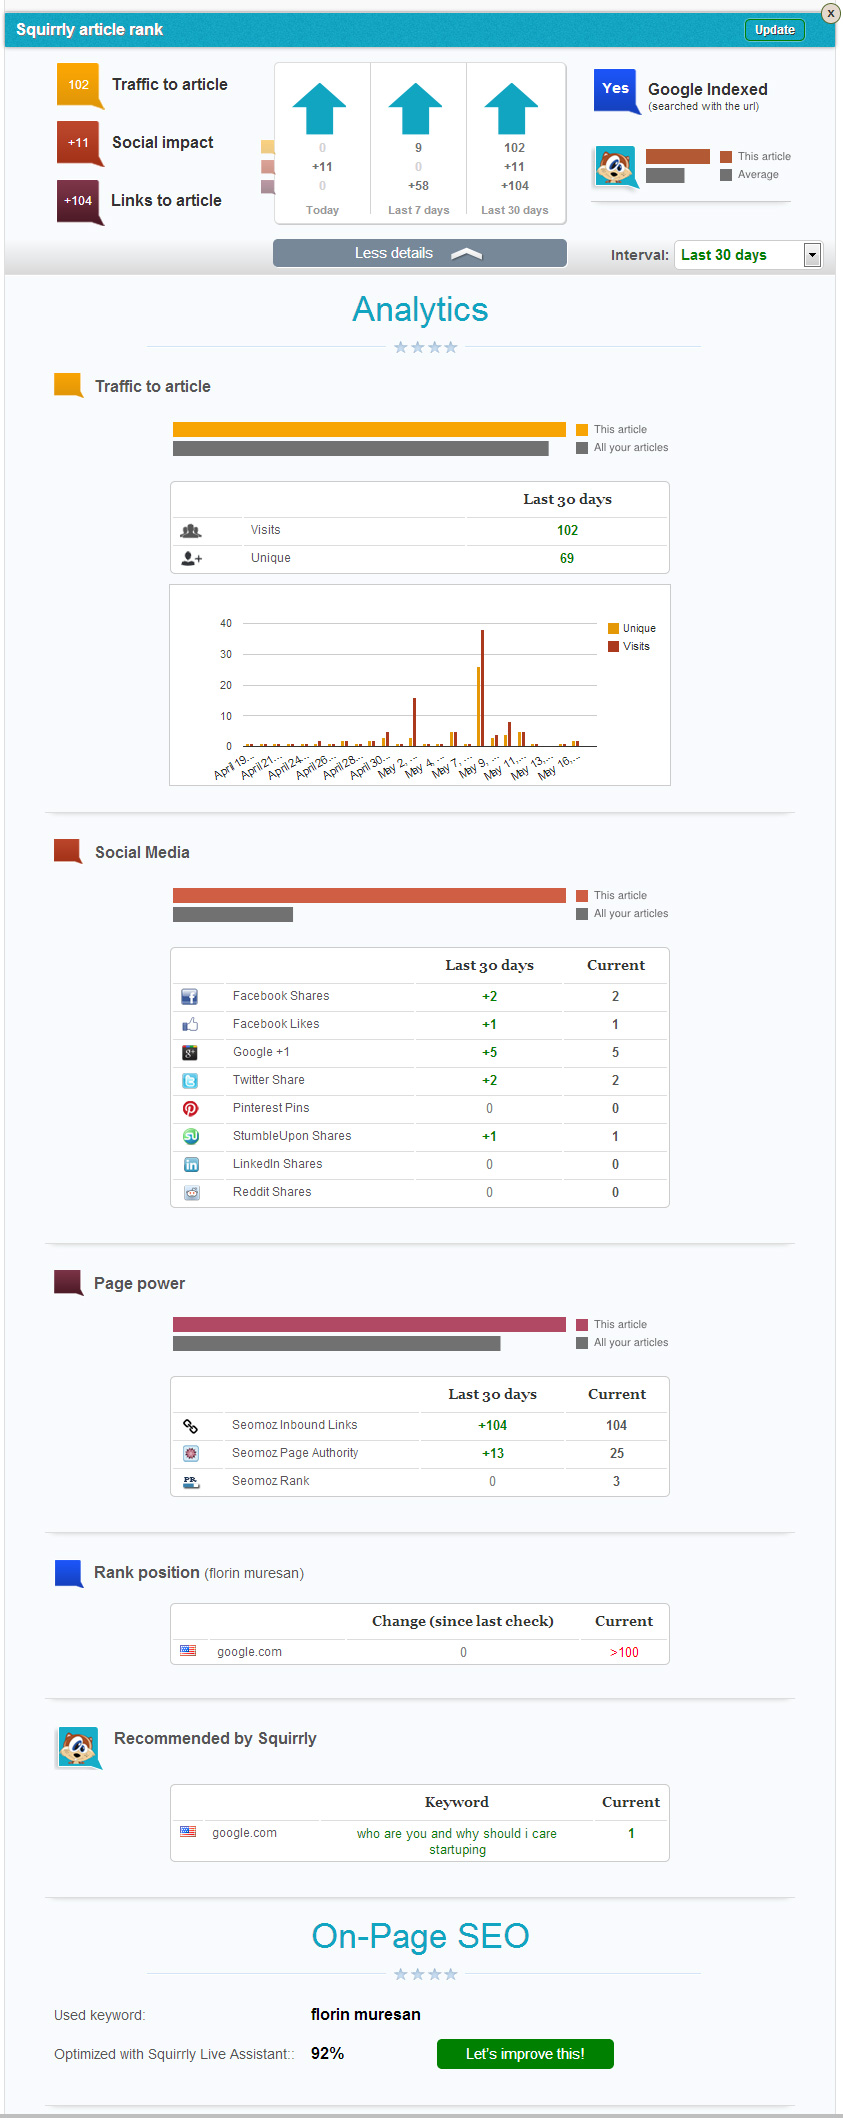 x
Squirrly article rank
Update
102 Traffic to article
+11 Social impact
+104 Links to article
0 9 102
+11 0 +11
0 +58 +104
Today Last 7 days Last 30 days
Yes Google Indexed
(searched with the url)
This article
Average
Less details
Interval: Last 30 days
Analytics
Traffic to article
This article
All your articles
Last 30 days
Visits 102
Unique 69
40
30
20
10
0
Unique
Visits
April 19... April 21... April 24... April 26... April 28... April 30... May 2, ... May 4, ... May 7, ... May 9, ... May 11,... May 13,... May 16,...
Social Media
This article
All your articles
Last 30 days Current
Facebook Shares +2 2
Facebook Likes +1 1
Google +1 +5 5
Twitter Share +2 2
Pinterest Pins 0 0
StumbleUpon Shares +1 1
LinkedIn Shares 0 0
Reddit Shares 0 0
Page power
This article
All your articles
Last 30 days Current
Seomoz Inbound Links +104 104
Seomoz Page Authority +13 25
PR Seomoz Rank 0 3
Rank position (florin muresan)
Change (since last check) Current
google.com 0 >100
Recommended by Squirrly
Keyword Current
google.com who are you and why should i care 1
startuping
On-Page SEO
Used keyword: florin muresan
Optimized with Squirrly Live Assistant:: 92% Let's improve this!